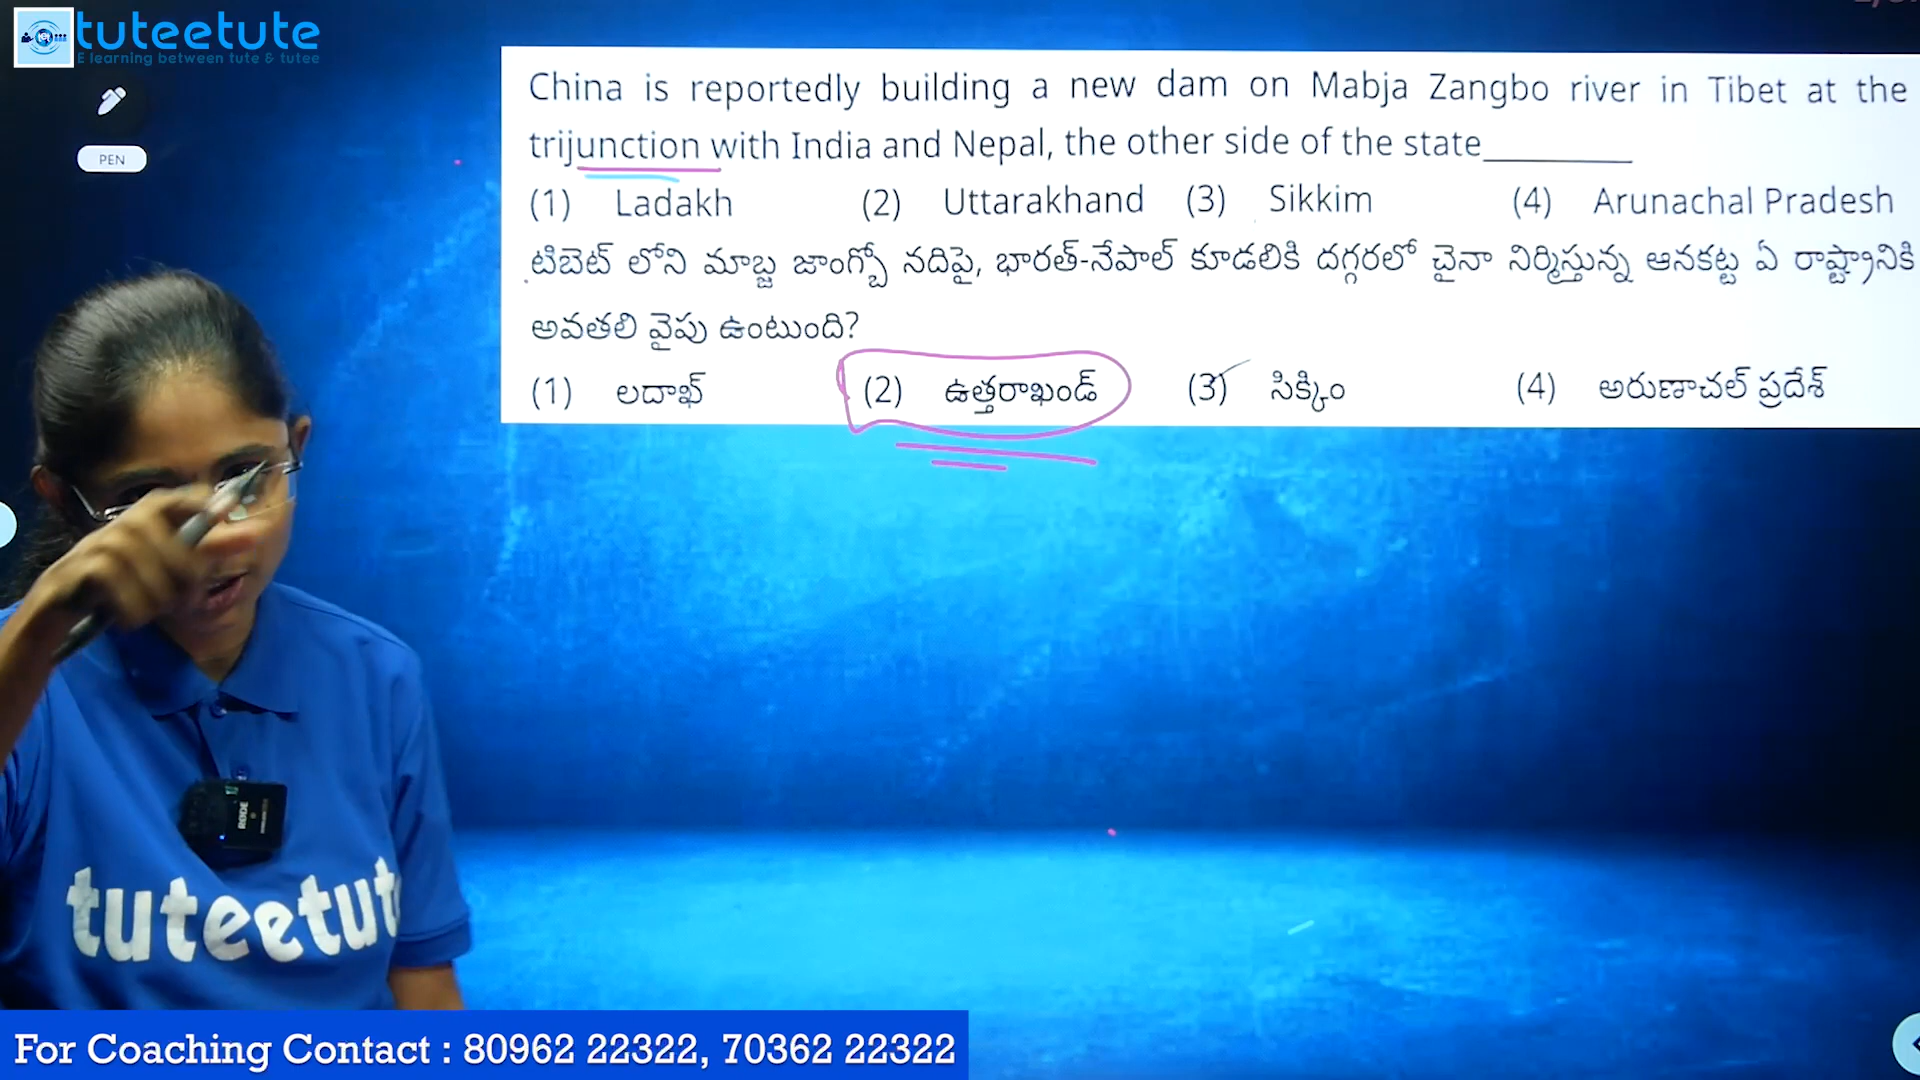 tuteetute
E learning between tute & tutee
PEN
China is reportedly building a new dam on Mabja Zangbo river in Tibet at the
trijunction with India and Nepal, the other side of the state________
(1) Ladakh (2) Uttarakhand (3) Sikkim (4) Arunachal Pradesh
టిబెట్ లోని మాబ్జ జాంగ్బో నదిపై, భారత్-నేపాల్ కూడలికి దగ్గరలో చైనా నిర్మిస్తున్న ఆనకట్ట ఏ రాష్ట్రానికి
అవతలి వైపు ఉంటుంది?
(1) లదాఖ్ (2) ఉత్తరాఖండ్ (3) సిక్కిం (4) అరుణాచల్ ప్రదేశ్
RODE
tuteetut
For Coaching Contact : 80962 22322, 70362 22322